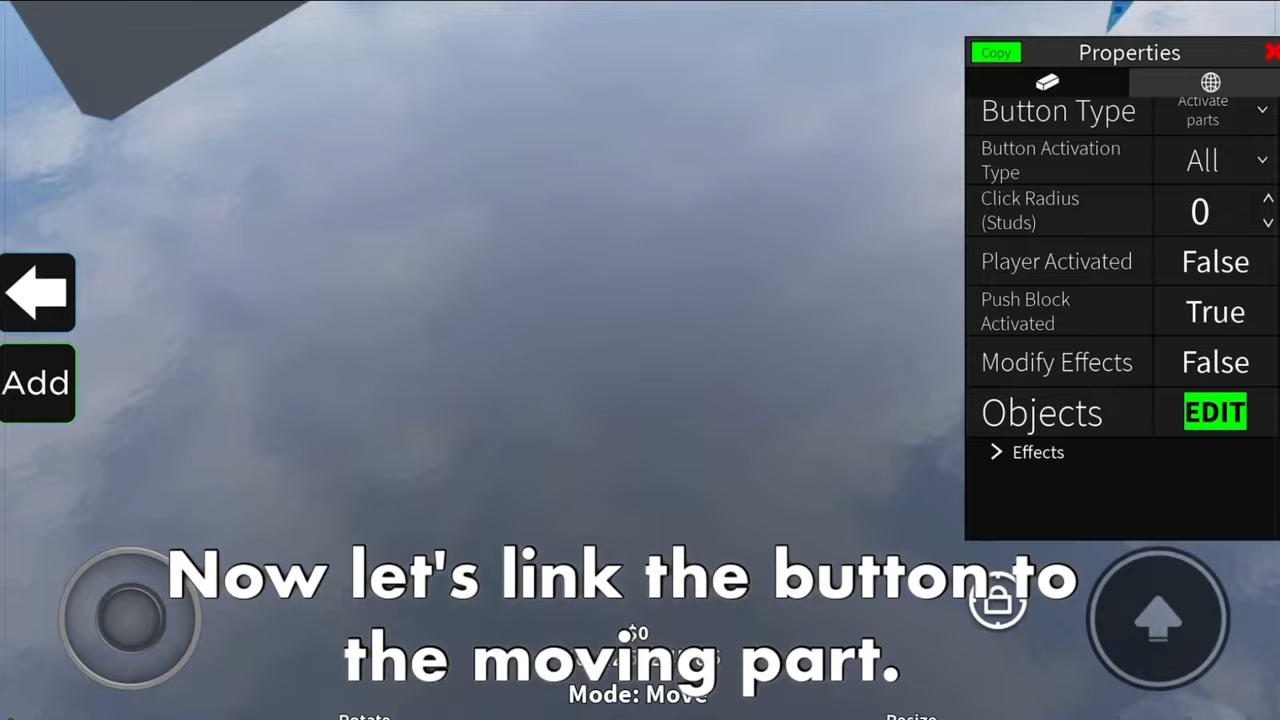 Copy
Properties
Button Type
Activate
parts
Button Activation
Type
All
Click Radius
(Studs)
0
Player Activated
False
Push Block
Activated
True
Modify Effects
False
Objects
EDIT
Effects
Add
Now let's link the button to
the moving part.
$0
Mode: Move
Rotate
Resize